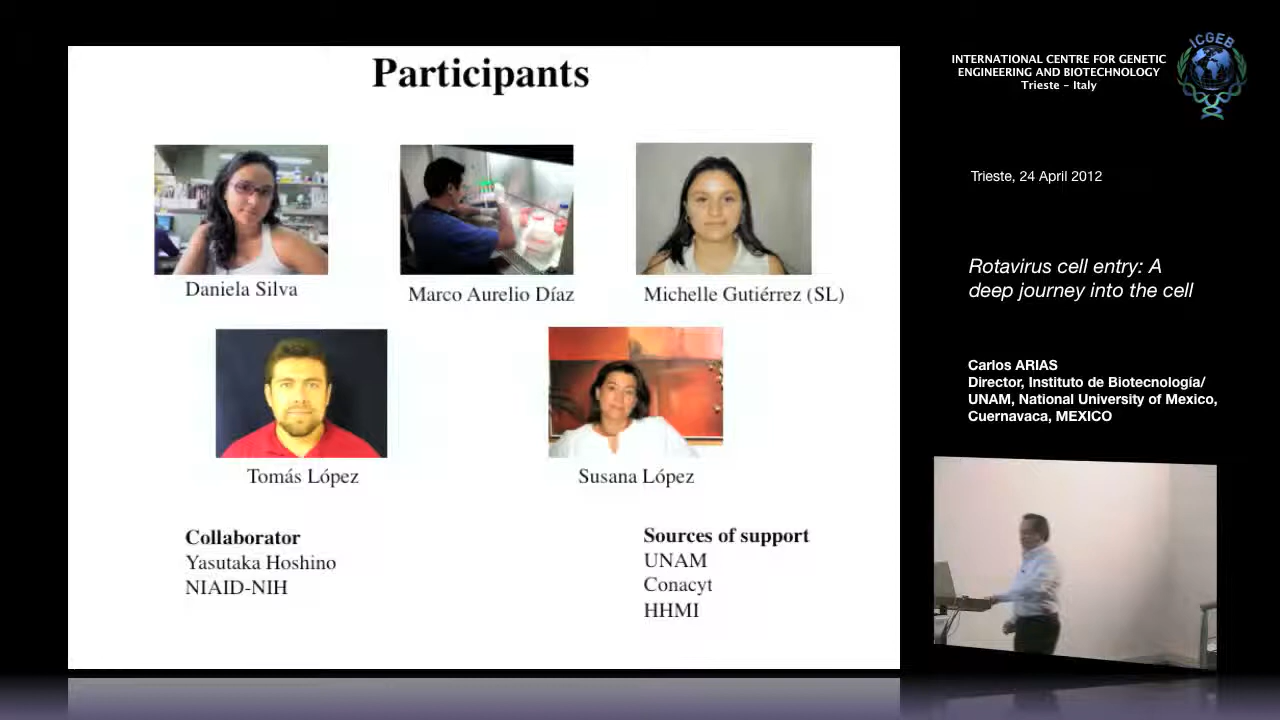 Participants
Daniela Silva
Marco Aurelio Díaz
Michelle Gutiérrez (SL)
Tomás López
Susana López
Collaborator
Yasutaka Hoshino
NIAID-NIH
Sources of support
UNAM
Conacyt
HHMI
INTERNATIONAL CENTRE FOR GENETIC
ENGINEERING AND BIOTECHNOLOGY
Trieste - Italy
ICGEB
Trieste, 24 April 2012
Rotavirus cell entry: A
deep journey into the cell
Carlos ARIAS
Director, Instituto de Biotecnología/
UNAM, National University of Mexico,
Cuernavaca, MEXICO